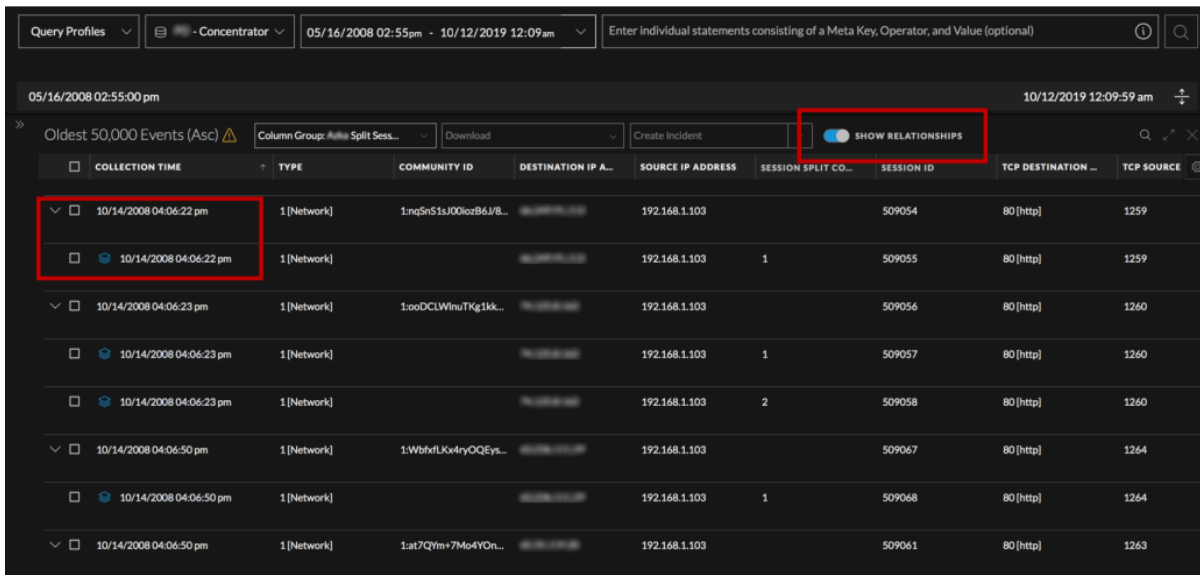 Query Profiles - Concentrator 05/16/2008 02:55pm - 10/12/2019 12:09am Enter individual statements consisting of a Meta Key, Operator, and Value (optional)
05/16/2008 02:55:00 pm 10/12/2019 12:09:59 am
Oldest 50,000 Events (Asc) Column Group: Split Sess... Download Create Incident SHOW RELATIONSHIPS
COLLECTION TIME TYPE COMMUNITY ID DESTINATION IP A... SOURCE IP ADDRESS SESSION SPLIT CO... SESSION ID TCP DESTINATION ... TCP SOURCE
10/14/2008 04:06:22 pm 1 [Network] 1:nqSnS1sJ00iozB6J/8... 192.168.1.103 509054 80 [http] 1259
10/14/2008 04:06:22 pm 1 [Network] 192.168.1.103 1 509055 80 [http] 1259
10/14/2008 04:06:23 pm 1 [Network] 1:ooDCLWlnuTKg1kk... 192.168.1.103 509056 80 [http] 1260
10/14/2008 04:06:23 pm 1 [Network] 192.168.1.103 1 509057 80 [http] 1260
10/14/2008 04:06:23 pm 1 [Network] 192.168.1.103 2 509058 80 [http] 1260
10/14/2008 04:06:50 pm 1 [Network] 1:WbfxfLKx4ryOQEys... 192.168.1.103 509067 80 [http] 1264
10/14/2008 04:06:50 pm 1 [Network] 192.168.1.103 1 509068 80 [http] 1264
10/14/2008 04:06:50 pm 1 [Network] 1:at7QYm+7Mo4YOn... 192.168.1.103 509061 80 [http] 1263